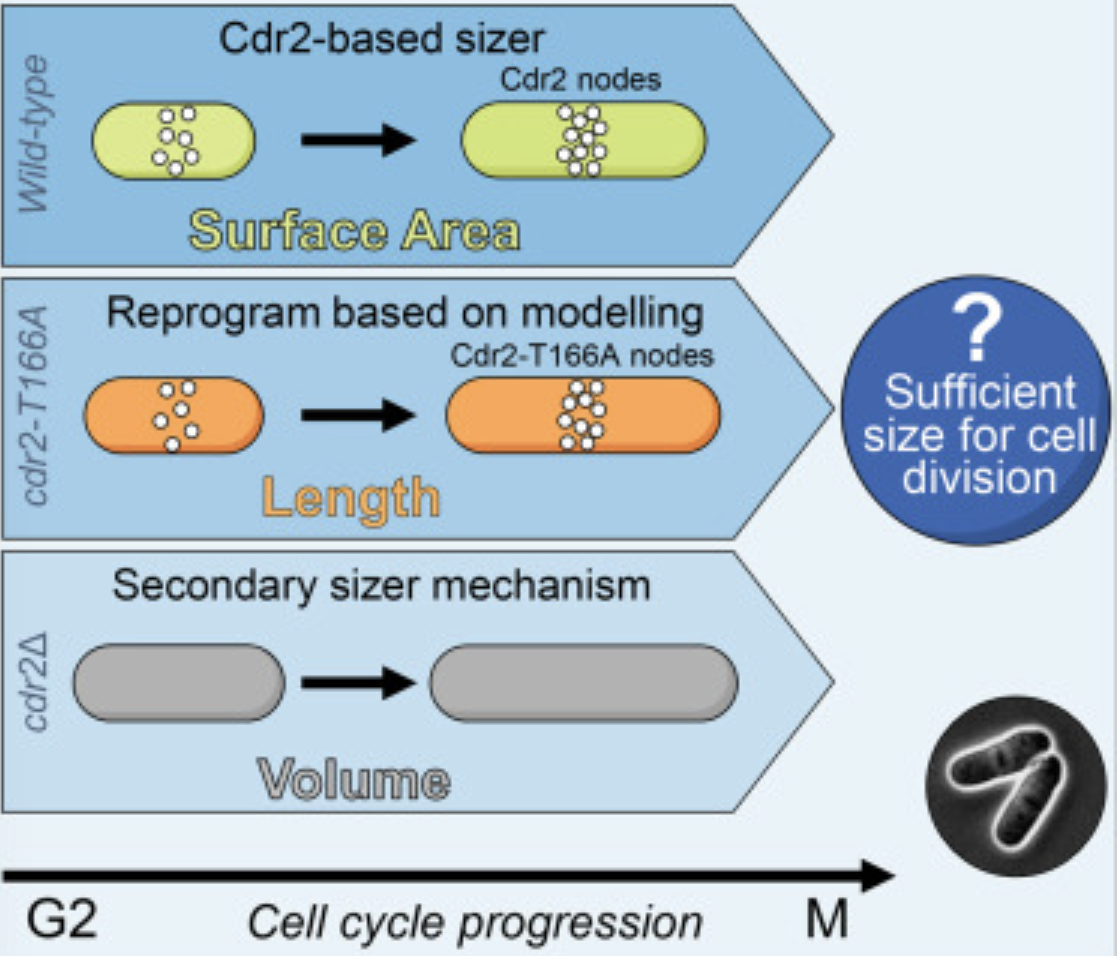 Wild-type
Cdr2-based sizer
Cdr2 nodes
Surface Area
cdr2-T166A
Reprogram based on modelling
Cdr2-T166A nodes
Length
?
Sufficient
size for cell
division
cdr2Δ
Secondary sizer mechanism
Volume
G2
Cell cycle progression
M